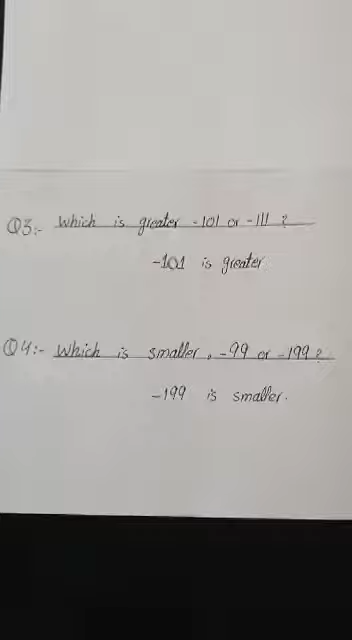 Q3:- Which is greater -101 or -111 ?
-101 is greater
Q4:- Which is smaller, -99 or -199 ?
-199 is smaller.